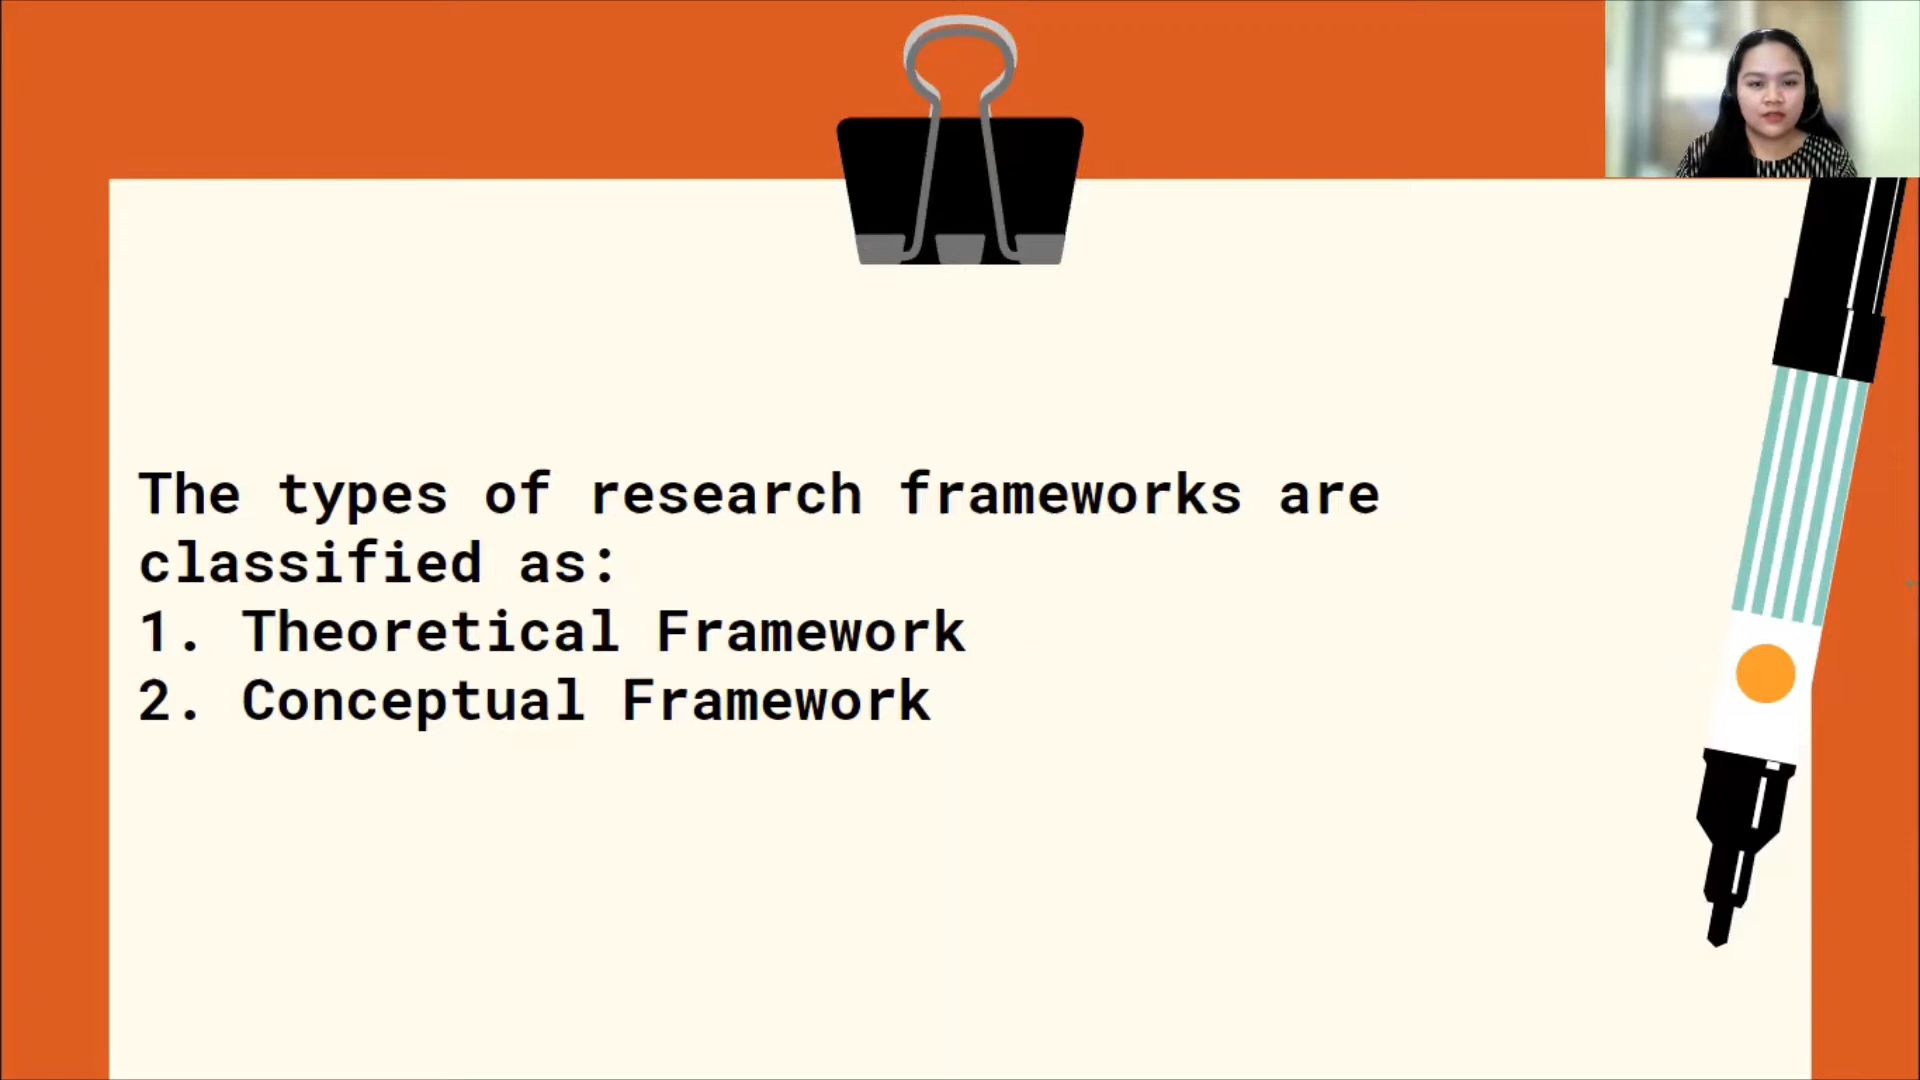 The types of research frameworks are
classified as:
1. Theoretical Framework
2. Conceptual Framework